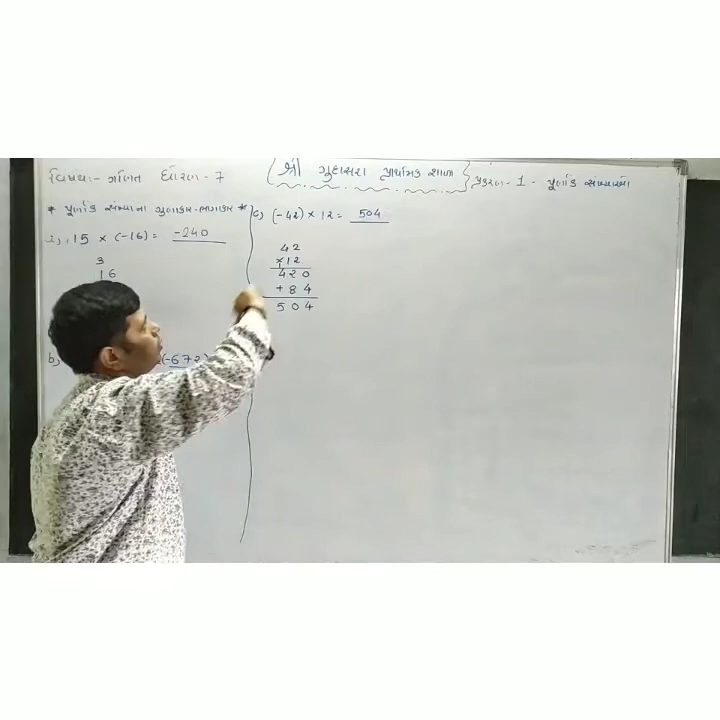 વિષય:- ગણિત ધોરણ - 7
શ્રી ગુઢાસરા પ્રાથમિક શાળા
પ્રકરણ - 1 - પૂર્ણાંક સંખ્યાઓ
* પૂર્ણાંક સંખ્યાના ગુણાકાર-ભાગાકાર *
15 × (-16) = -240
3
16
b)
(-672)
c) (-42) × 12 = 504
42
×12
420
+ 84
504